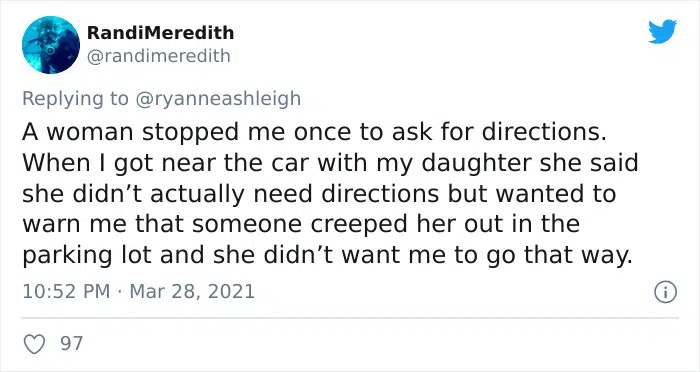 RandiMeredith
@randimeredith
Replying to @ryanneashleigh
A woman stopped me once to ask for directions.
When I got near the car with my daughter she said
she didn’t actually need directions but wanted to
warn me that someone creeped her out in the
parking lot and she didn’t want me to go that way.
10:52 PM · Mar 28, 2021
97